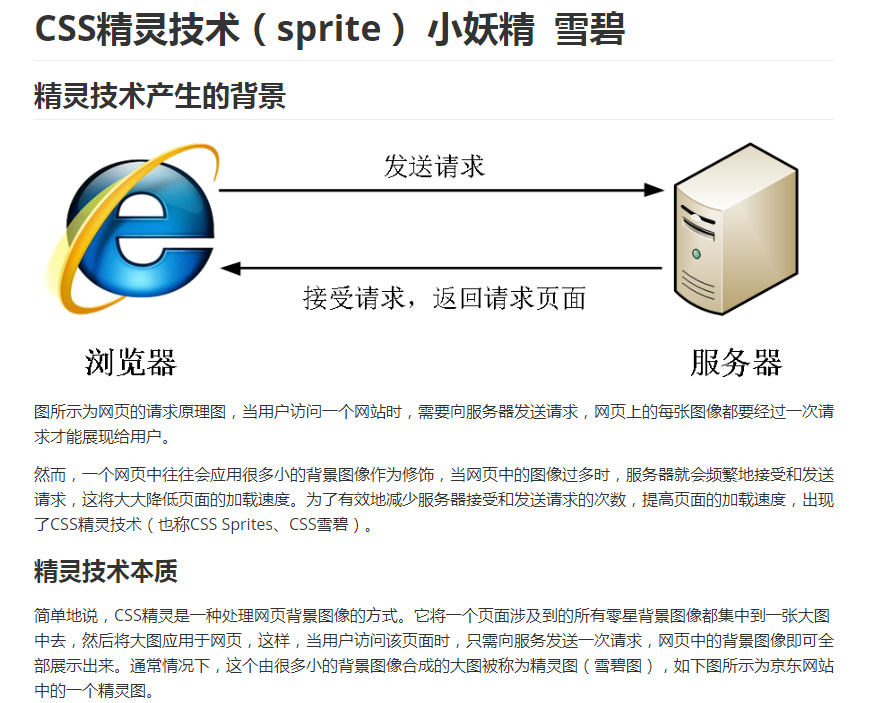 CSS精灵技术（sprite） 小妖精 雪碧
精灵技术产生的背景
发送请求
接受请求，返回请求页面
浏览器
服务器
图所示为网页的请求原理图，当用户访问一个网站时，需要向服务器发送请求，网页上的每张图像都要经过一次请
求才能展现给用户。
然而，一个网页中往往会应用很多小的背景图像作为修饰，当网页中的图像过多时，服务器就会频繁地接受和发送
请求，这将大大降低页面的加载速度。为了有效地减少服务器接受和发送请求的次数，提高页面的加载速度，出现
了CSS精灵技术（也称CSS Sprites、CSS雪碧）。
精灵技术本质
简单地说，CSS精灵是一种处理网页背景图像的方式。它将一个页面涉及到的所有零星背景图像都集中到一张大图
中去，然后将大图应用于网页，这样，当用户访问该页面时，只需向服务发送一次请求，网页中的背景图像即可全
部展示出来。通常情况下，这个由很多小的背景图像合成的大图被称为精灵图（雪碧图），如下图所示为京东网站
中的一个精灵图。